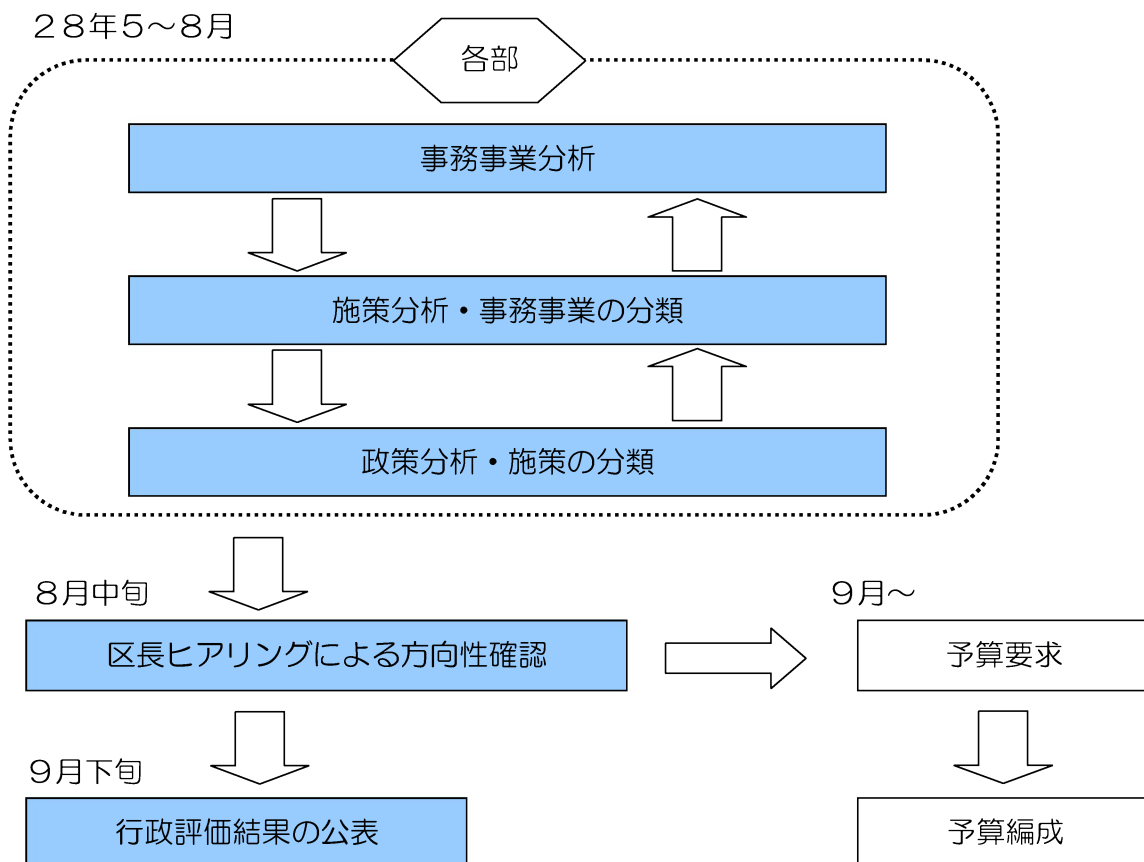 ２８年５～８月
各部
事務事業分析
施策分析・事務事業の分類
政策分析・施策の分類
８月中旬
９月～
区長ヒアリングによる方向性確認
予算要求
９月下旬
行政評価結果の公表
予算編成